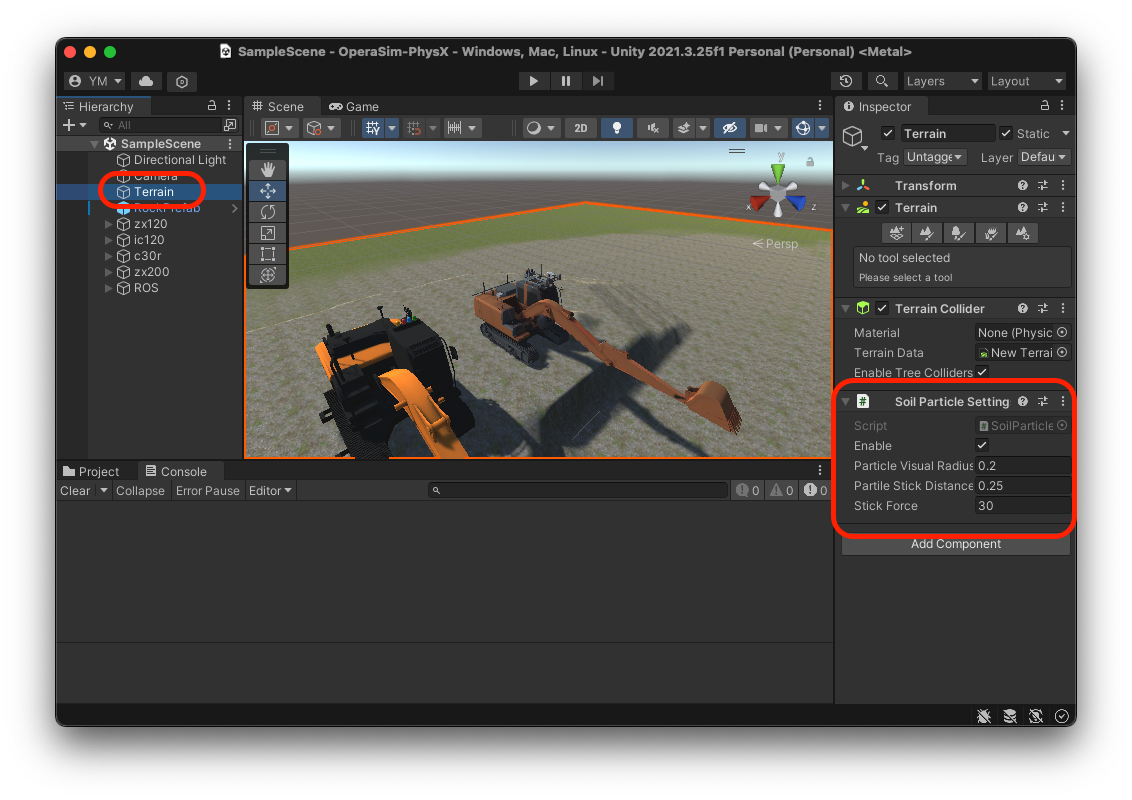 SampleScene - OperaSim-PhysX - Windows, Mac, Linux - Unity 2021.3.25f1 Personal (Personal) <Metal>
YM
Layers
Layout
Hierarchy
All
SampleScene
Directional Light
Camera
Terrain
RockPrefab
zx120
ic120
c30r
zx200
ROS
Scene
Game
2D
y
x
z
Persp
Project
Console
Clear
Collapse
Error Pause
Editor
0
0
0
Inspector
Terrain
Static
Tag
Untagge
Layer
Defau
Transform
Terrain
No tool selected
Please select a tool
Terrain Collider
Material
None (Physic
Terrain Data
New Terrai
Enable Tree Colliders
Soil Particle Setting
Script
SoilParticle
Enable
Particle Visual Radius
0.2
Partile Stick Distance
0.25
Stick Force
30
Add Component